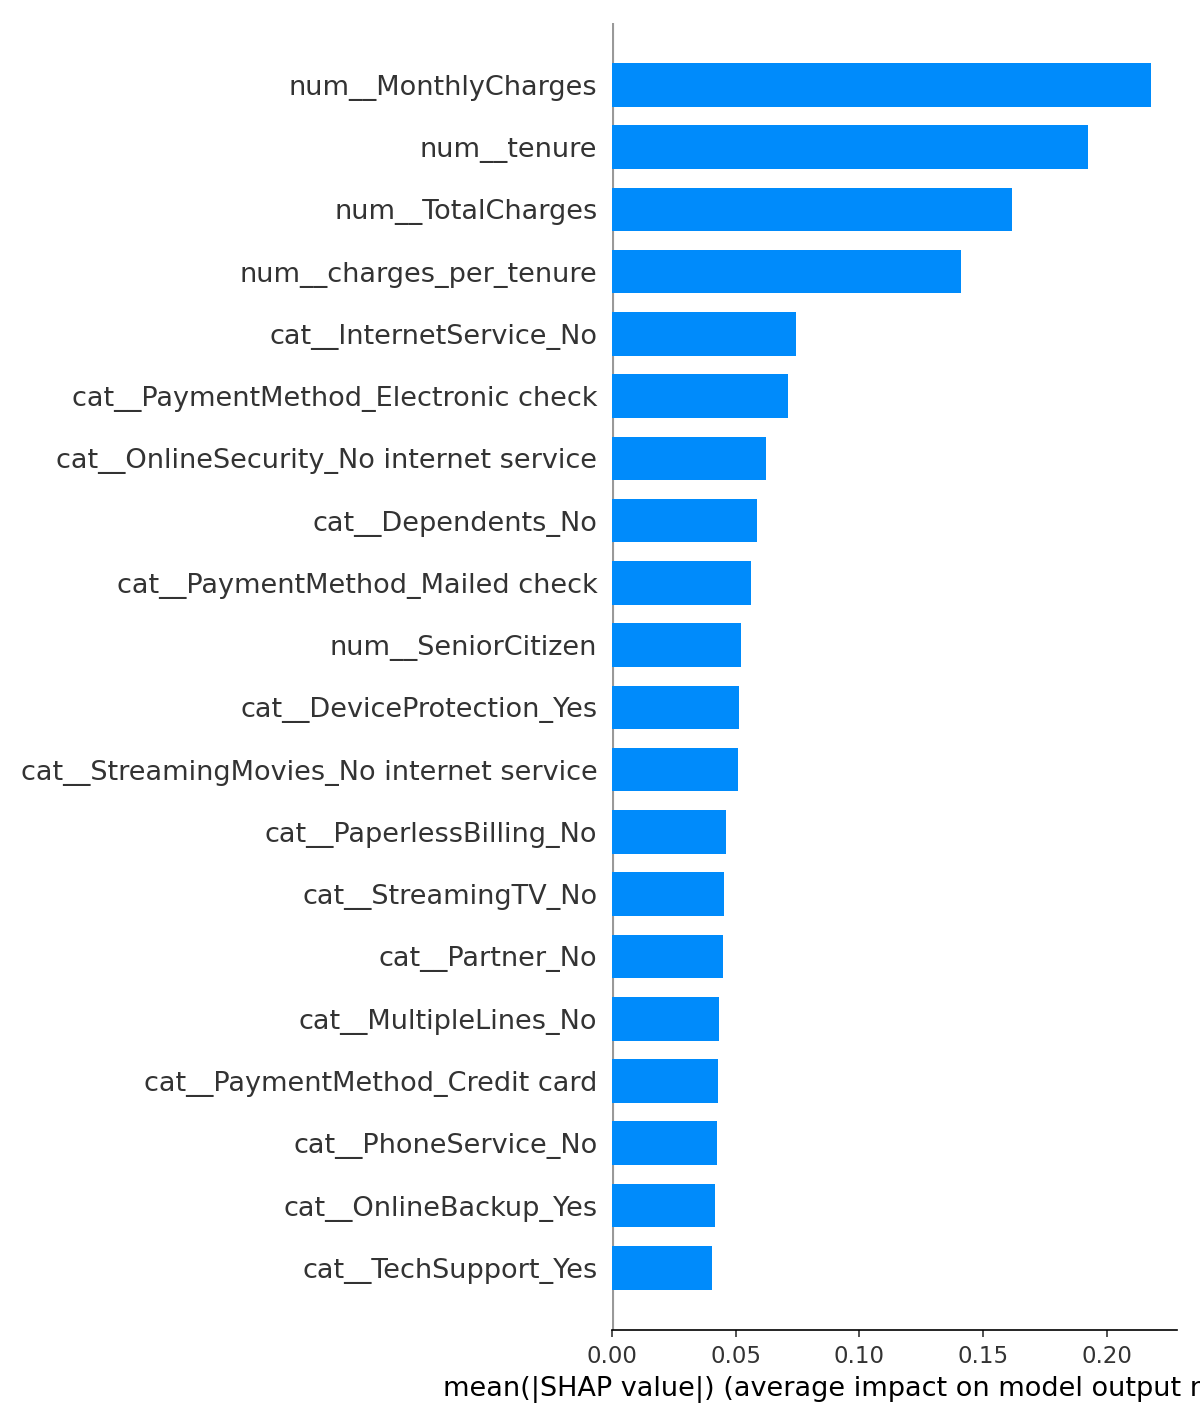 num__MonthlyCharges
num__tenure
num__TotalCharges
num__charges_per_tenure
cat__InternetService_No
cat__PaymentMethod_Electronic check
cat__OnlineSecurity_No internet service
cat__Dependents_No
cat__PaymentMethod_Mailed check
num__SeniorCitizen
cat__DeviceProtection_Yes
cat__StreamingMovies_No internet service
cat__PaperlessBilling_No
cat__StreamingTV_No
cat__Partner_No
cat__MultipleLines_No
cat__PaymentMethod_Credit card
cat__PhoneService_No
cat__OnlineBackup_Yes
cat__TechSupport_Yes
0.00 0.05 0.10 0.15 0.20
mean(|SHAP value|) (average impact on model output